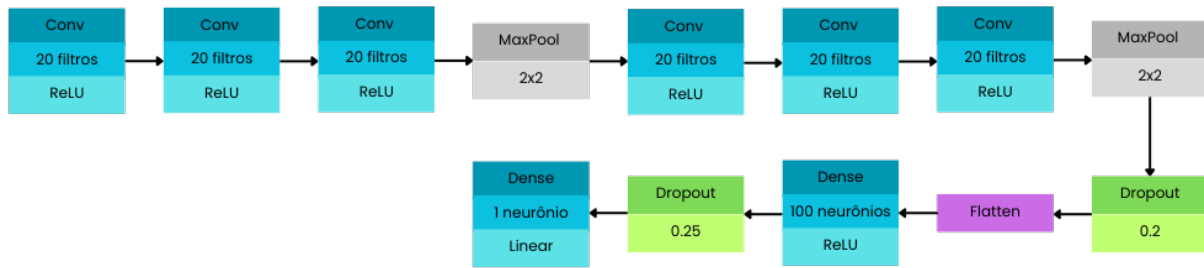 Conv
20 filtros
ReLU
Conv
20 filtros
ReLU
Conv
20 filtros
ReLU
MaxPool
2x2
Conv
20 filtros
ReLU
Conv
20 filtros
ReLU
Conv
20 filtros
ReLU
MaxPool
2x2
Dropout
0.2
Flatten
Dense
100 neurônios
ReLU
Dropout
0.25
Dense
1 neurônio
Linear